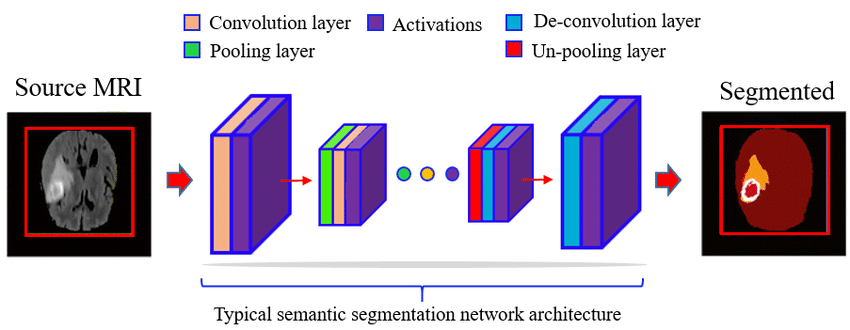 Convolution layer
Activations
De-convolution layer
Pooling layer
Un-pooling layer
Source MRI
Segmented
Typical semantic segmentation network architecture